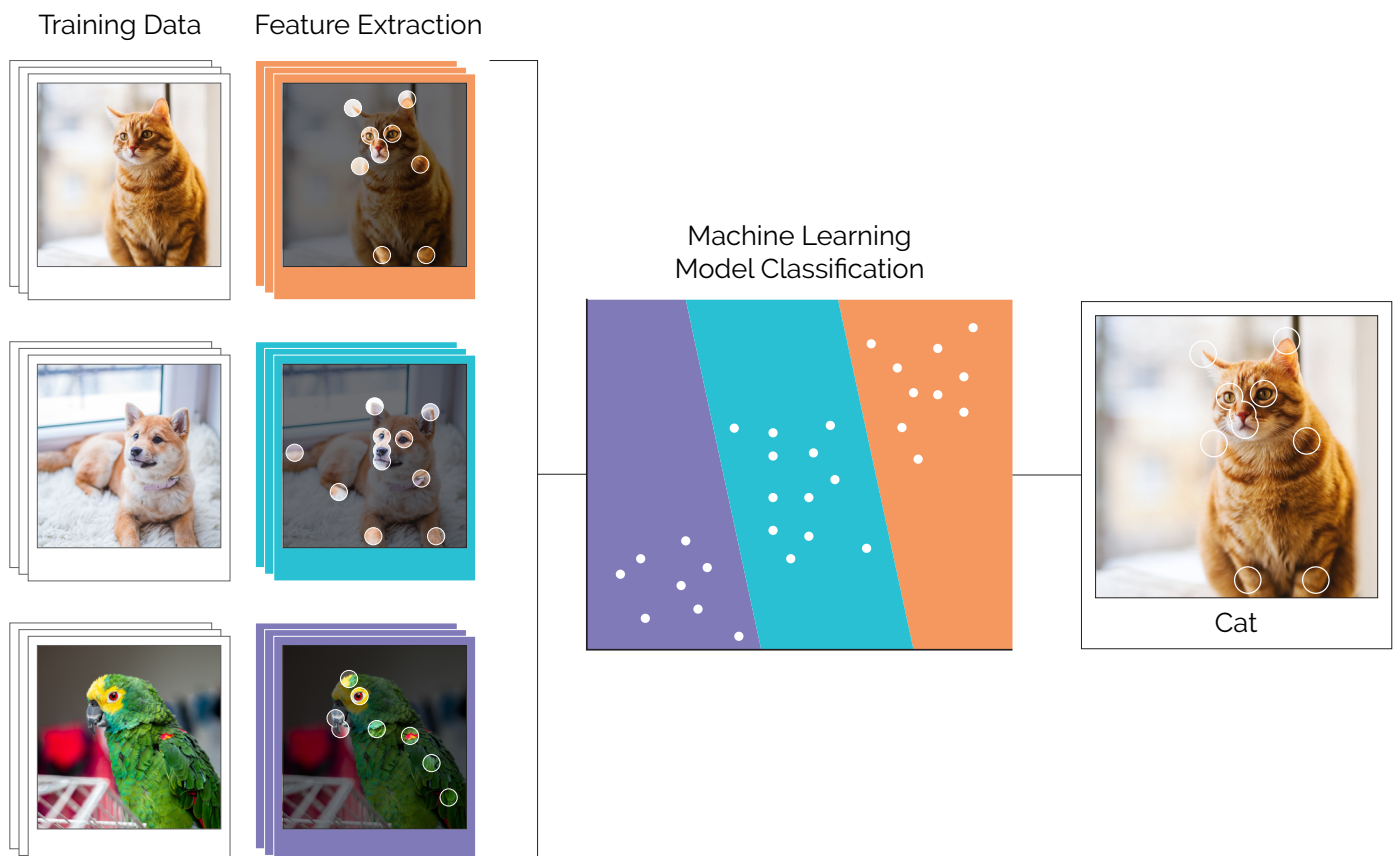 Training Data
Feature Extraction
Machine Learning
Model Classification
Cat